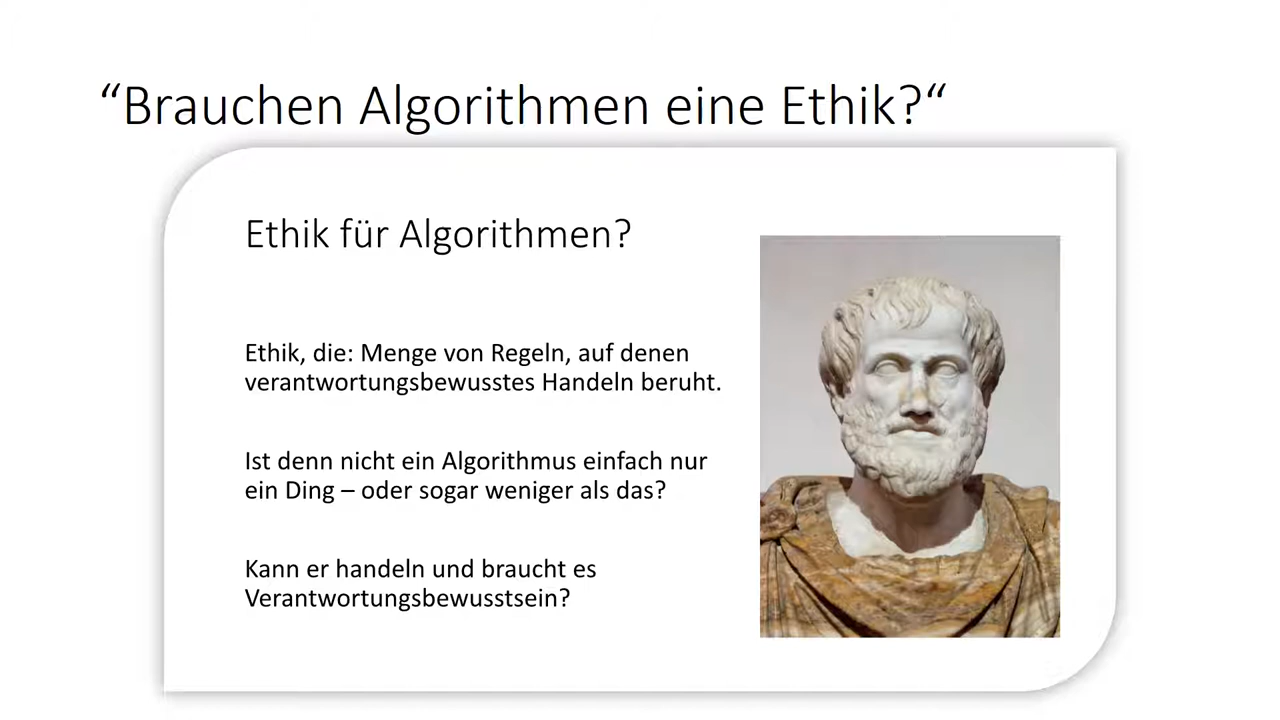 “Brauchen Algorithmen eine Ethik?“
Ethik für Algorithmen?
Ethik, die: Menge von Regeln, auf denen
verantwortungsbewusstes Handeln beruht.
Ist denn nicht ein Algorithmus einfach nur
ein Ding – oder sogar weniger als das?
Kann er handeln und braucht es
Verantwortungsbewusstsein?